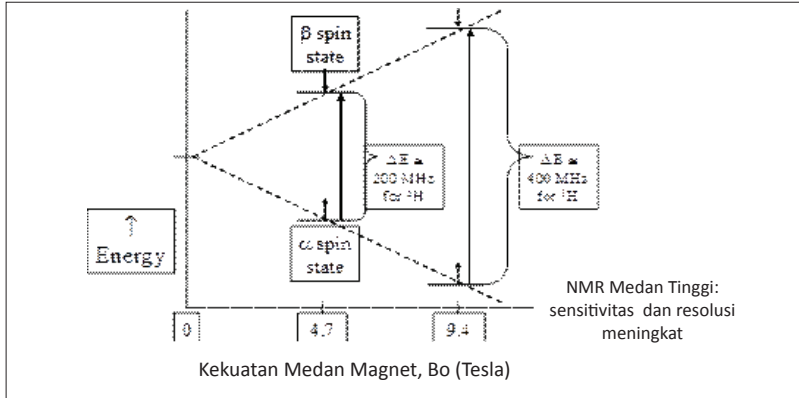 β spin
state
ΔE ≅
200 MHz
for ¹H
ΔE ≅
400 MHz
for ¹H
↑
Energy
α spin
state
NMR Medan Tinggi:
sensitivitas dan resolusi
meningkat
0
4.7
9.4
Kekuatan Medan Magnet, Bo (Tesla)